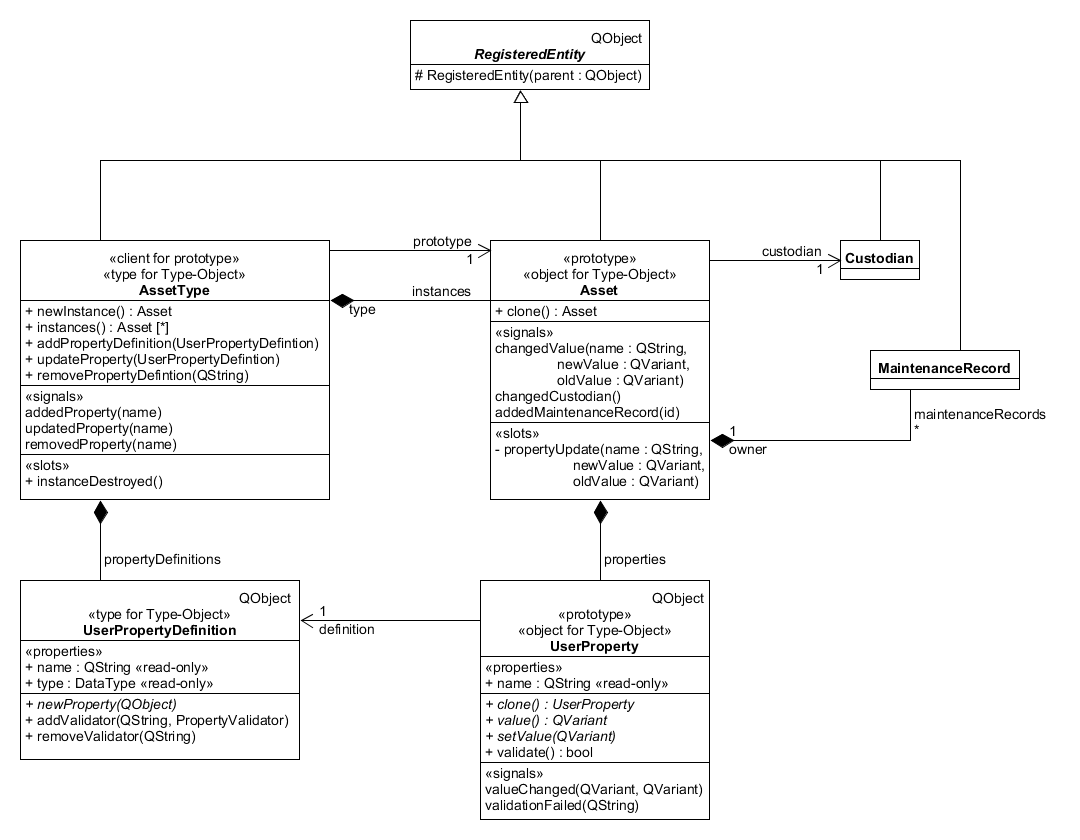 QObject
RegisteredEntity
# RegisteredEntity(parent : QObject)
«client for prototype»
«type for Type-Object»
AssetType
+ newInstance() : Asset
+ instances() : Asset [*]
+ addPropertyDefinition(UserPropertyDefintion)
+ updateProperty(UserPropertyDefintion)
+ removePropertyDefintion(QString)
«signals»
addedProperty(name)
updatedProperty(name)
removedProperty(name)
«slots»
+ instanceDestroyed()
prototype
1
instances
type
«prototype»
«object for Type-Object»
Asset
+ clone() : Asset
«signals»
changedValue(name : QString,
newValue : QVariant,
oldValue : QVariant)
changedCustodian()
addedMaintenanceRecord(id)
«slots»
- propertyUpdate(name : QString,
newValue : QVariant,
oldValue : QVariant)
custodian
1
Custodian
MaintenanceRecord
maintenanceRecords
*
1
owner
propertyDefinitions
properties
QObject
«type for Type-Object»
UserPropertyDefinition
«properties»
+ name : QString «read-only»
+ type : DataType «read-only»
+ newProperty(QObject)
+ addValidator(QString, PropertyValidator)
+ removeValidator(QString)
1
definition
QObject
«prototype»
«object for Type-Object»
UserProperty
«properties»
+ name : QString «read-only»
+ clone() : UserProperty
+ value() : QVariant
+ setValue(QVariant)
+ validate() : bool
«signals»
valueChanged(QVariant, QVariant)
validationFailed(QString)